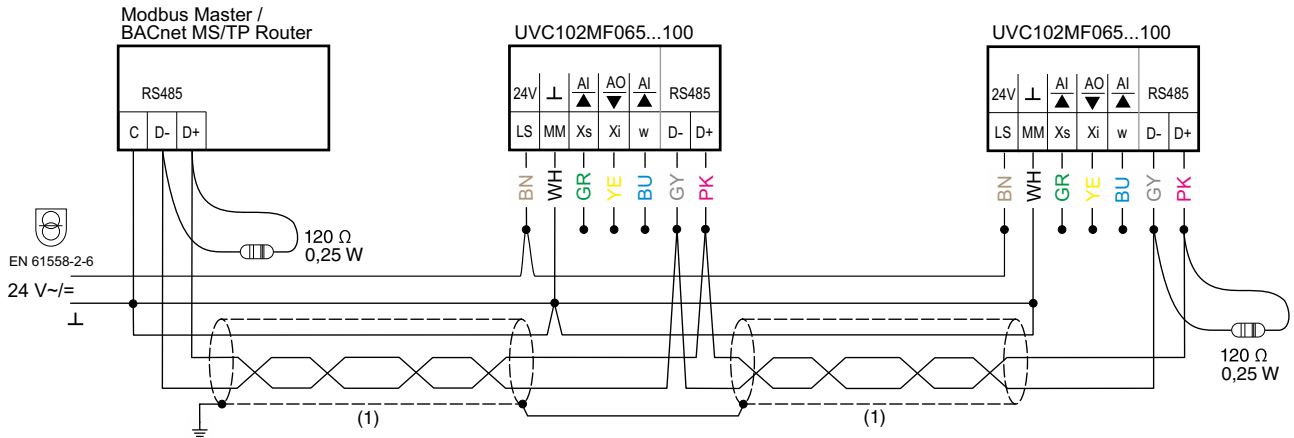 Modbus Master /
BACnet MS/TP Router
RS485
C D- D+
120 Ω
0,25 W
EN 61558-2-6
24 V~/=
⊥
UVC102MF065...100
24V ⊥ AI AO AI RS485
LS MM Xs Xi w D- D+
BN WH GR YE BU GY PK
UVC102MF065...100
24V ⊥ AI AO AI RS485
LS MM Xs Xi w D- D+
BN WH GR YE BU GY PK
120 Ω
0,25 W
(1)
(1)